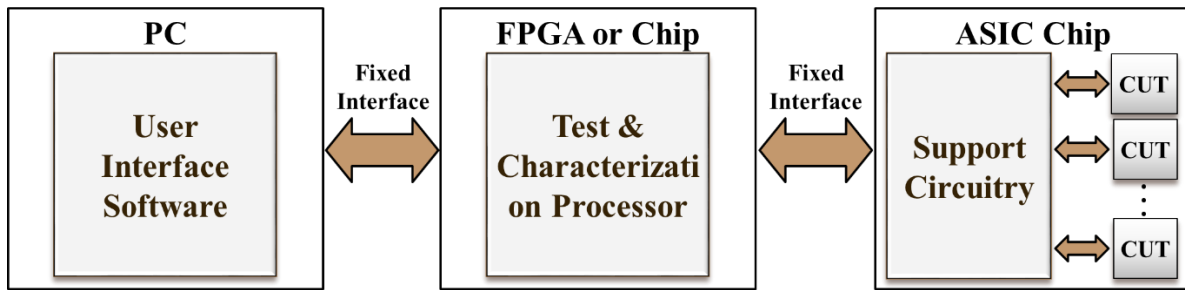 PC
User
Interface
Software
Fixed
Interface
FPGA or Chip
Test &
Characterizati
on Processor
Fixed
Interface
ASIC Chip
Support
Circuitry
CUT
CUT
CUT